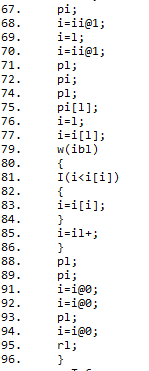 67. pi;
68. i=ii@1;
69. i=l;
70. i=ii@1;
71. pl;
72. pi;
74. pl;
75. pi[l];
76. i=l;
77. i=i[l];
79. w(ibl)
80. {
81. I(i<i[i])
82. {
83. i=i[i];
84. }
85. i=il+;
86. }
88. pl;
89. pi;
91. i=i@0;
92. i=i@0;
93. pl;
94. i=i@0;
95. rl;
96. }